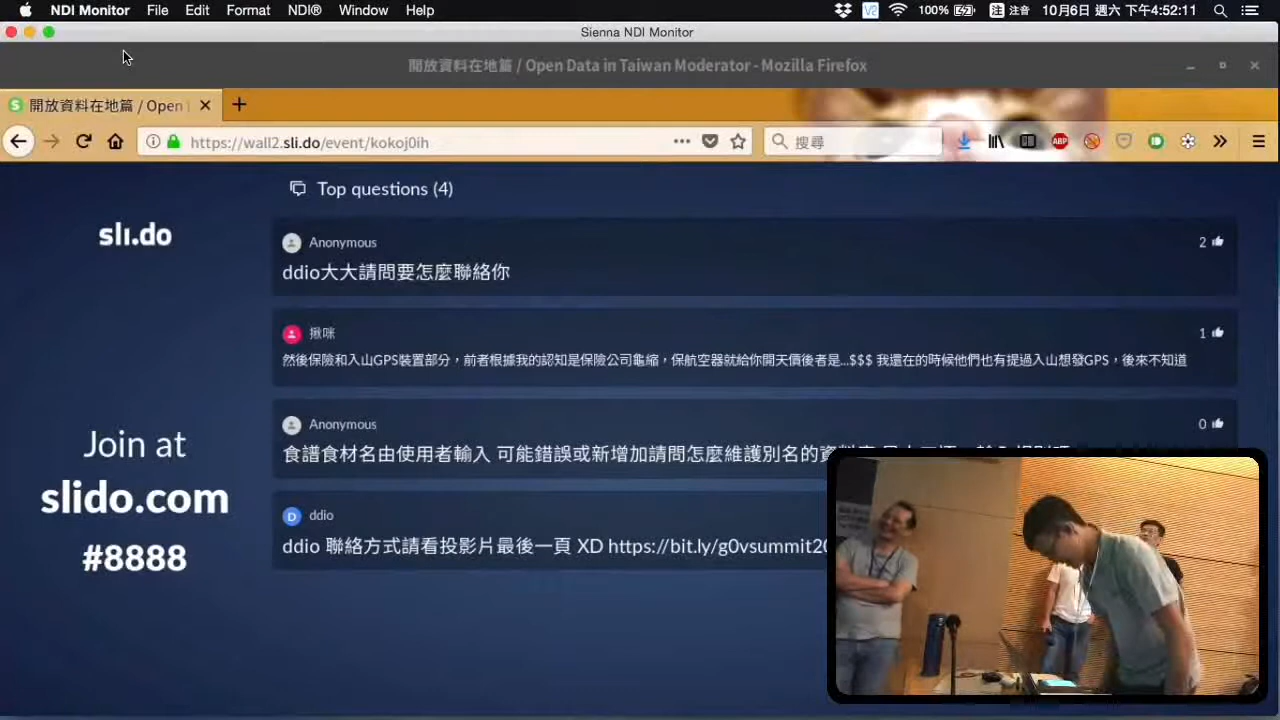 NDI Monitor File Edit Format NDI® Window Help 100% 注 注音 10月6日 週六 下午4:52:11
Sienna NDI Monitor
開放資料在地篇 / Open Data in Taiwan Moderator - Mozilla Firefox
開放資料在地篇 / Open
https://wall2.sli.do/event/kokoj0ih 搜尋 ABP
Top questions (4)
sli.do
Anonymous 2
ddio大大請問要怎麼聯絡你
揪咪 1
然後保險和入山GPS裝置部分，前者根據我的認知是保險公司龜縮，保航空器就給你開天價後者是...$$$ 我還在的時候他們也有提過入山想發GPS，後來不知道
Anonymous 0
食譜食材名由使用者輸入 可能錯誤或新增加請問怎麼維護別名的資
ddio
D
ddio 聯絡方式請看投影片最後一頁 XD https://bit.ly/g0vsummit20
Join at
slido.com
#8888